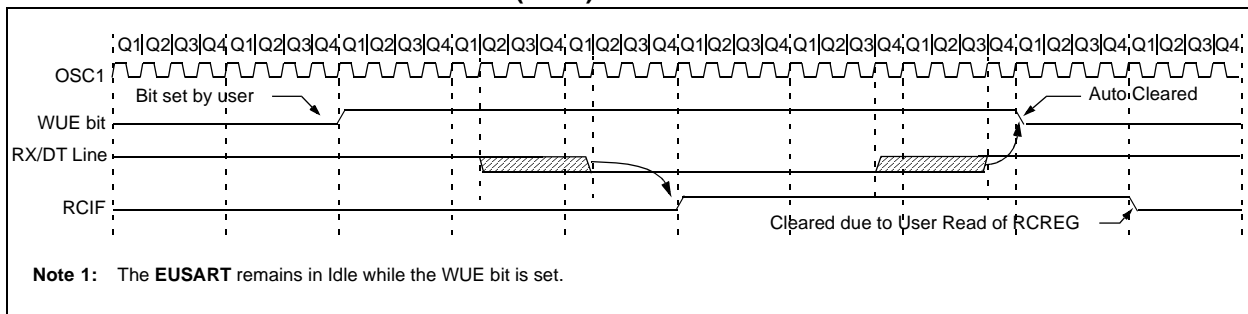 Q1 Q2 Q3 Q4 Q1 Q2 Q3 Q4 Q1 Q2 Q3 Q4 Q1 Q2 Q3 Q4 Q1 Q2 Q3 Q4 Q1 Q2 Q3 Q4 Q1 Q2 Q3 Q4 Q1 Q2 Q3 Q4 Q1 Q2 Q3 Q4 Q1 Q2 Q3 Q4
OSC1
Bit set by user
Auto Cleared
WUE bit
RX/DT Line
RCIF
Cleared due to User Read of RCREG
Note 1: The EUSART remains in Idle while the WUE bit is set.